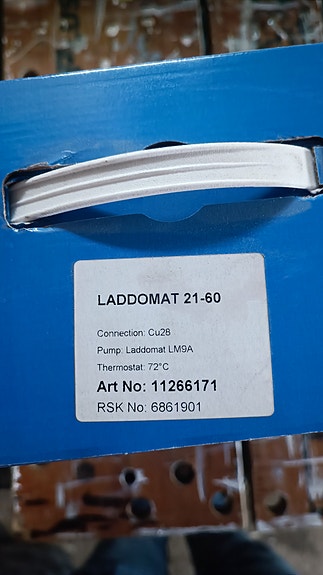 LADDOMAT 21-60
Connection: Cu28
Pump: Laddomat LM9A
Thermostat: 72°C
Art No: 11266171
RSK No: 6861901